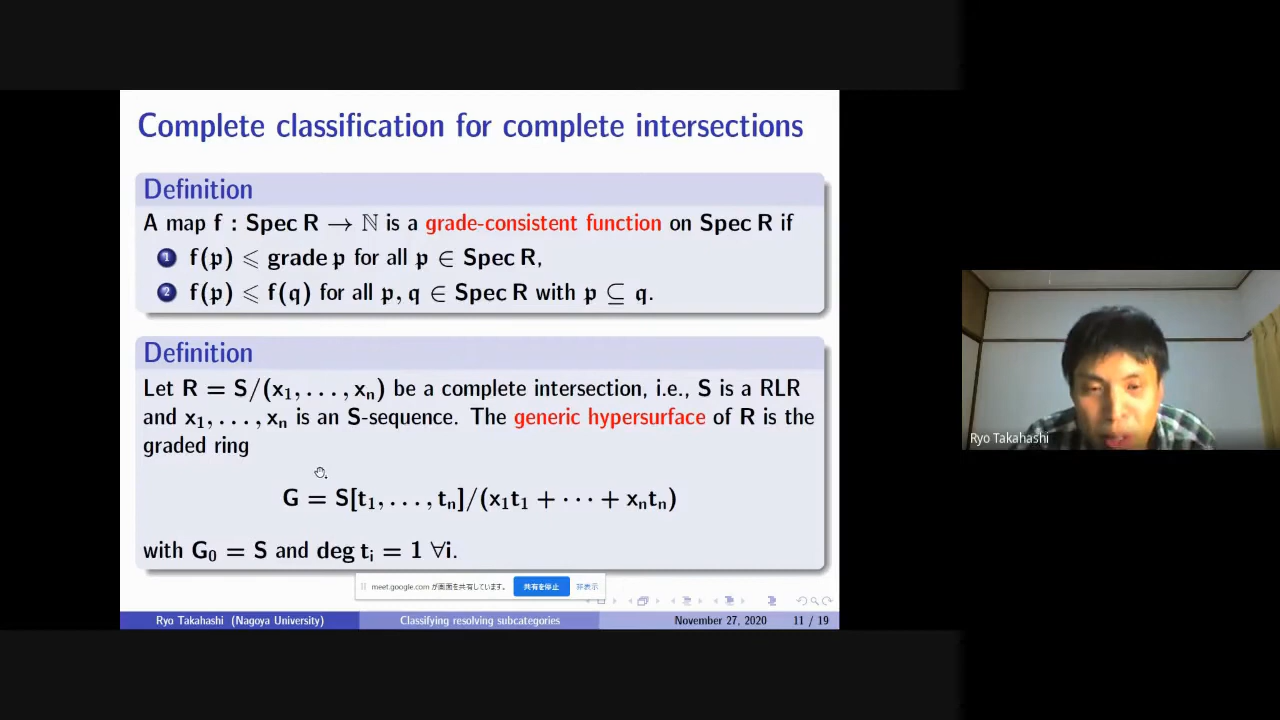 Complete classification for complete intersections
Definition
A map f : Spec R → ℕ is a grade-consistent function on Spec R if
1 f(𝔭) ⩽ grade 𝔭 for all 𝔭 ∈ Spec R,
2 f(𝔭) ⩽ f(𝔮) for all 𝔭, 𝔮 ∈ Spec R with 𝔭 ⊆ 𝔮.
Definition
Let R = S/(x₁, . . . , xₙ) be a complete intersection, i.e., S is a RLR
and x₁, . . . , xₙ is an S-sequence. The generic hypersurface of R is the
graded ring
G = S[t₁, . . . , tₙ]/(x₁t₁ + · · · + xₙtₙ)
with G₀ = S and deg tᵢ = 1 ∀i.
meet.google.com が画面を共有しています。 共有を停止 非表示
Ryo Takahashi (Nagoya University) Classifying resolving subcategories November 27, 2020 11 / 19
Ryo Takahashi